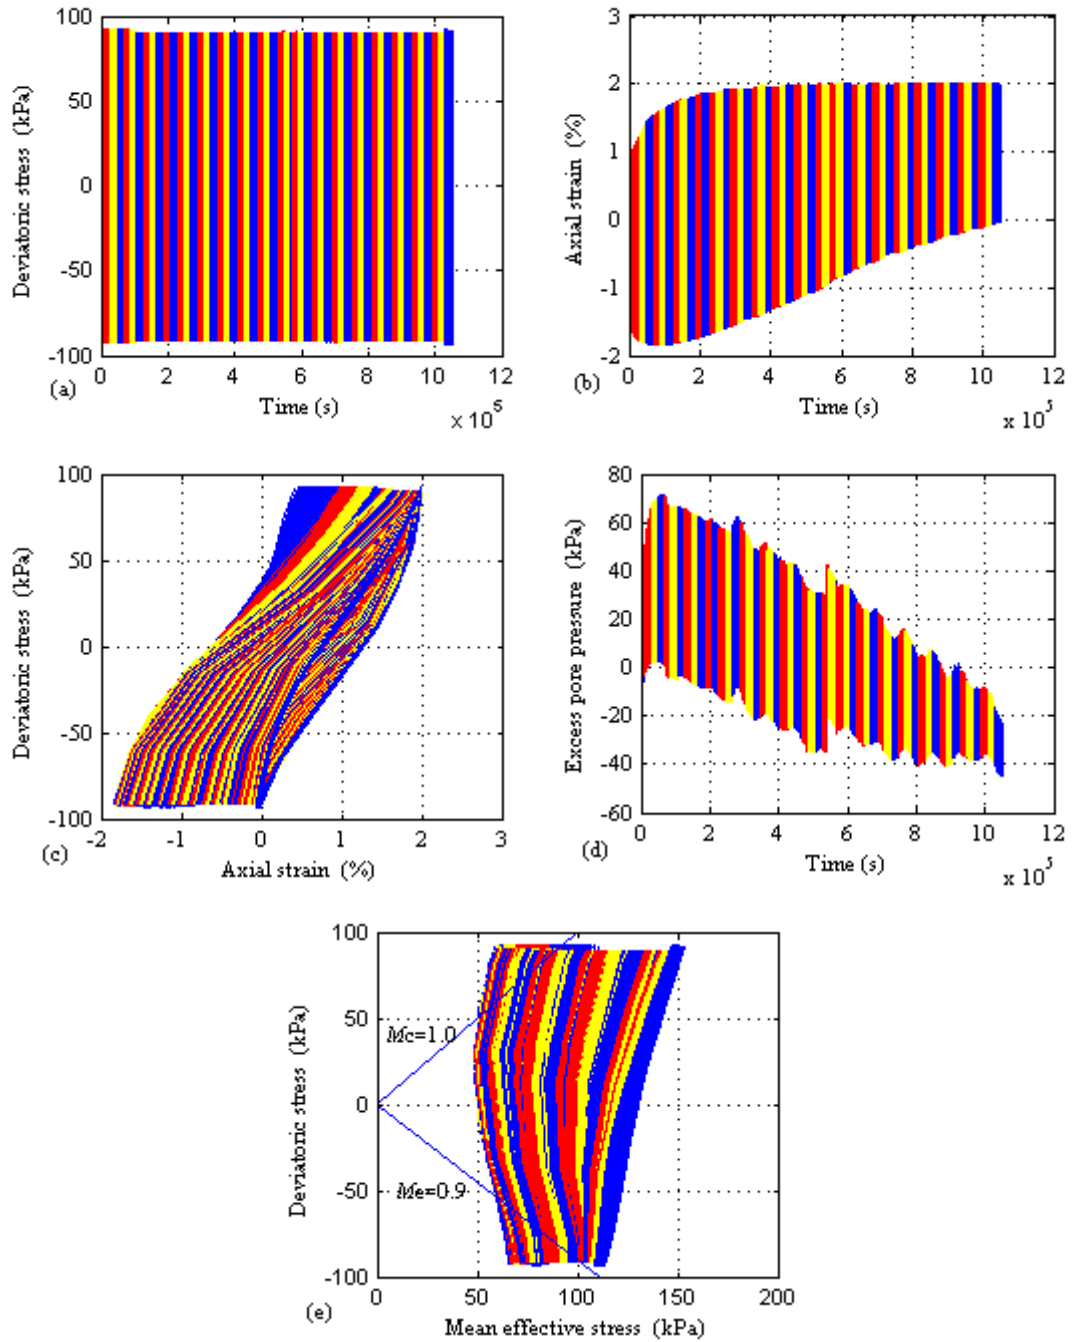 100
50
0
-50
-100
Deviatoric stress (kPa)
0 2 4 6 8 10 12
Time (s)
x 10^5
(a)
3
2
1
0
-1
-2
Axial strain (%)
0 2 4 6 8 10 12
Time (s)
x 10^5
(b)
100
50
0
-50
-100
Deviatoric stress (kPa)
-2 -1 0 1 2 3
Axial strain (%)
(c)
80
60
40
20
0
-20
-40
-60
Excess pore pressure (kPa)
0 2 4 6 8 10 12
Time (s)
x 10^5
(d)
100
50
0
-50
-100
Deviatoric stress (kPa)
Mc=1.0
Me=0.9
0 50 100 150 200
Mean effective stress (kPa)
(e)